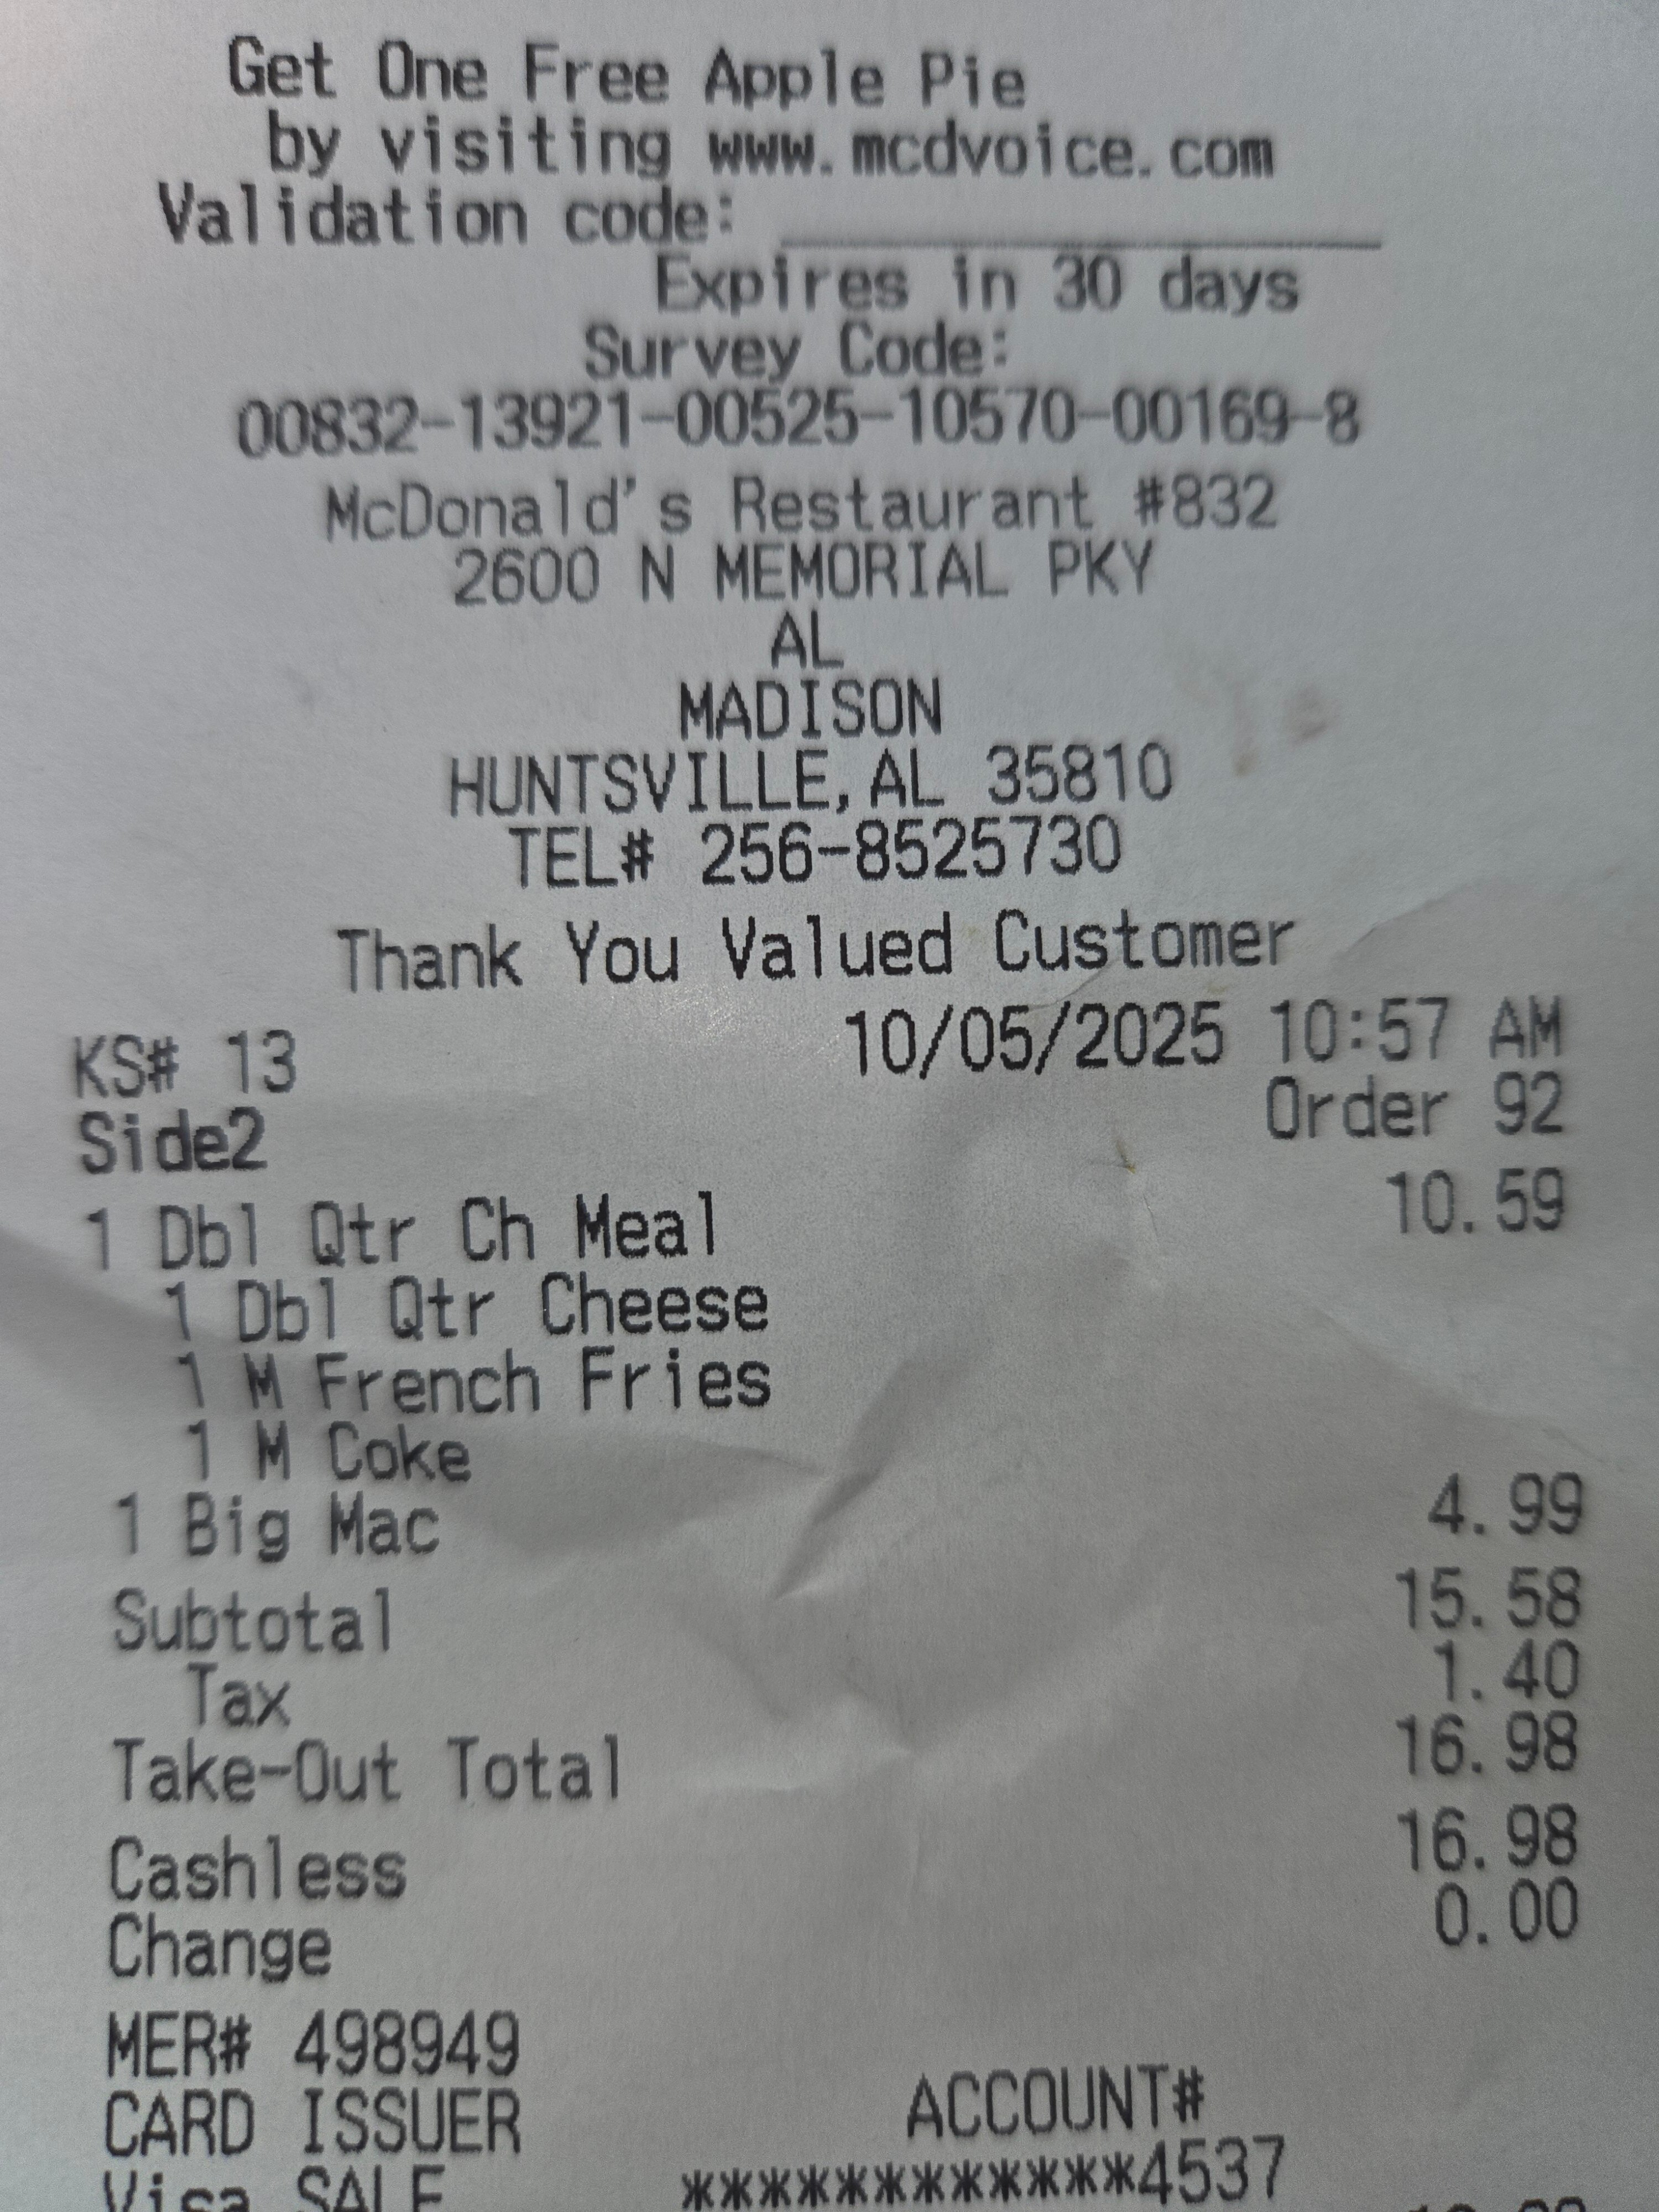 Get One Free Apple Pie
by visiting www.mcdvoice.com
Validation code: _______________
Expires in 30 days
Survey Code:
00832-13921-00525-10570-00169-8
McDonald's Restaurant #832
2600 N MEMORIAL PKY
AL
MADISON
HUNTSVILLE, AL 35810
TEL# 256-8525730
Thank You Valued Customer
KS# 13 10/05/2025 10:57 AM
Side2 Order 92
1 Dbl Qtr Ch Meal 10.59
1 Dbl Qtr Cheese
1 M French Fries
1 M Coke
1 Big Mac 4.99
Subtotal 15.58
Tax 1.40
Take-Out Total 16.98
Cashless 16.98
Change 0.00
MER# 498949
CARD ISSUER ACCOUNT#
Visa SALE ************4537